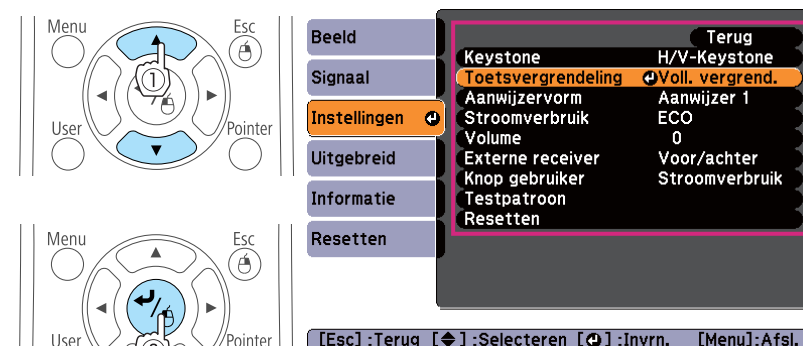 Menu
Esc
①
User
Pointer
Menu
Esc
User
Pointer
Beeld
Signaal
Instellingen
Uitgebreid
Informatie
Resetten
Terug
Keystone H/V-Keystone
Toetsvergrendeling Voll. vergrend.
Aanwijzervorm Aanwijzer 1
Stroomverbruik ECO
Volume 0
Externe receiver Voor/achter
Knop gebruiker Stroomverbruik
Testpatroon
Resetten
[Esc] :Terug [◆] :Selecteren [⏎] :Invrn. [Menu]:Afsl.